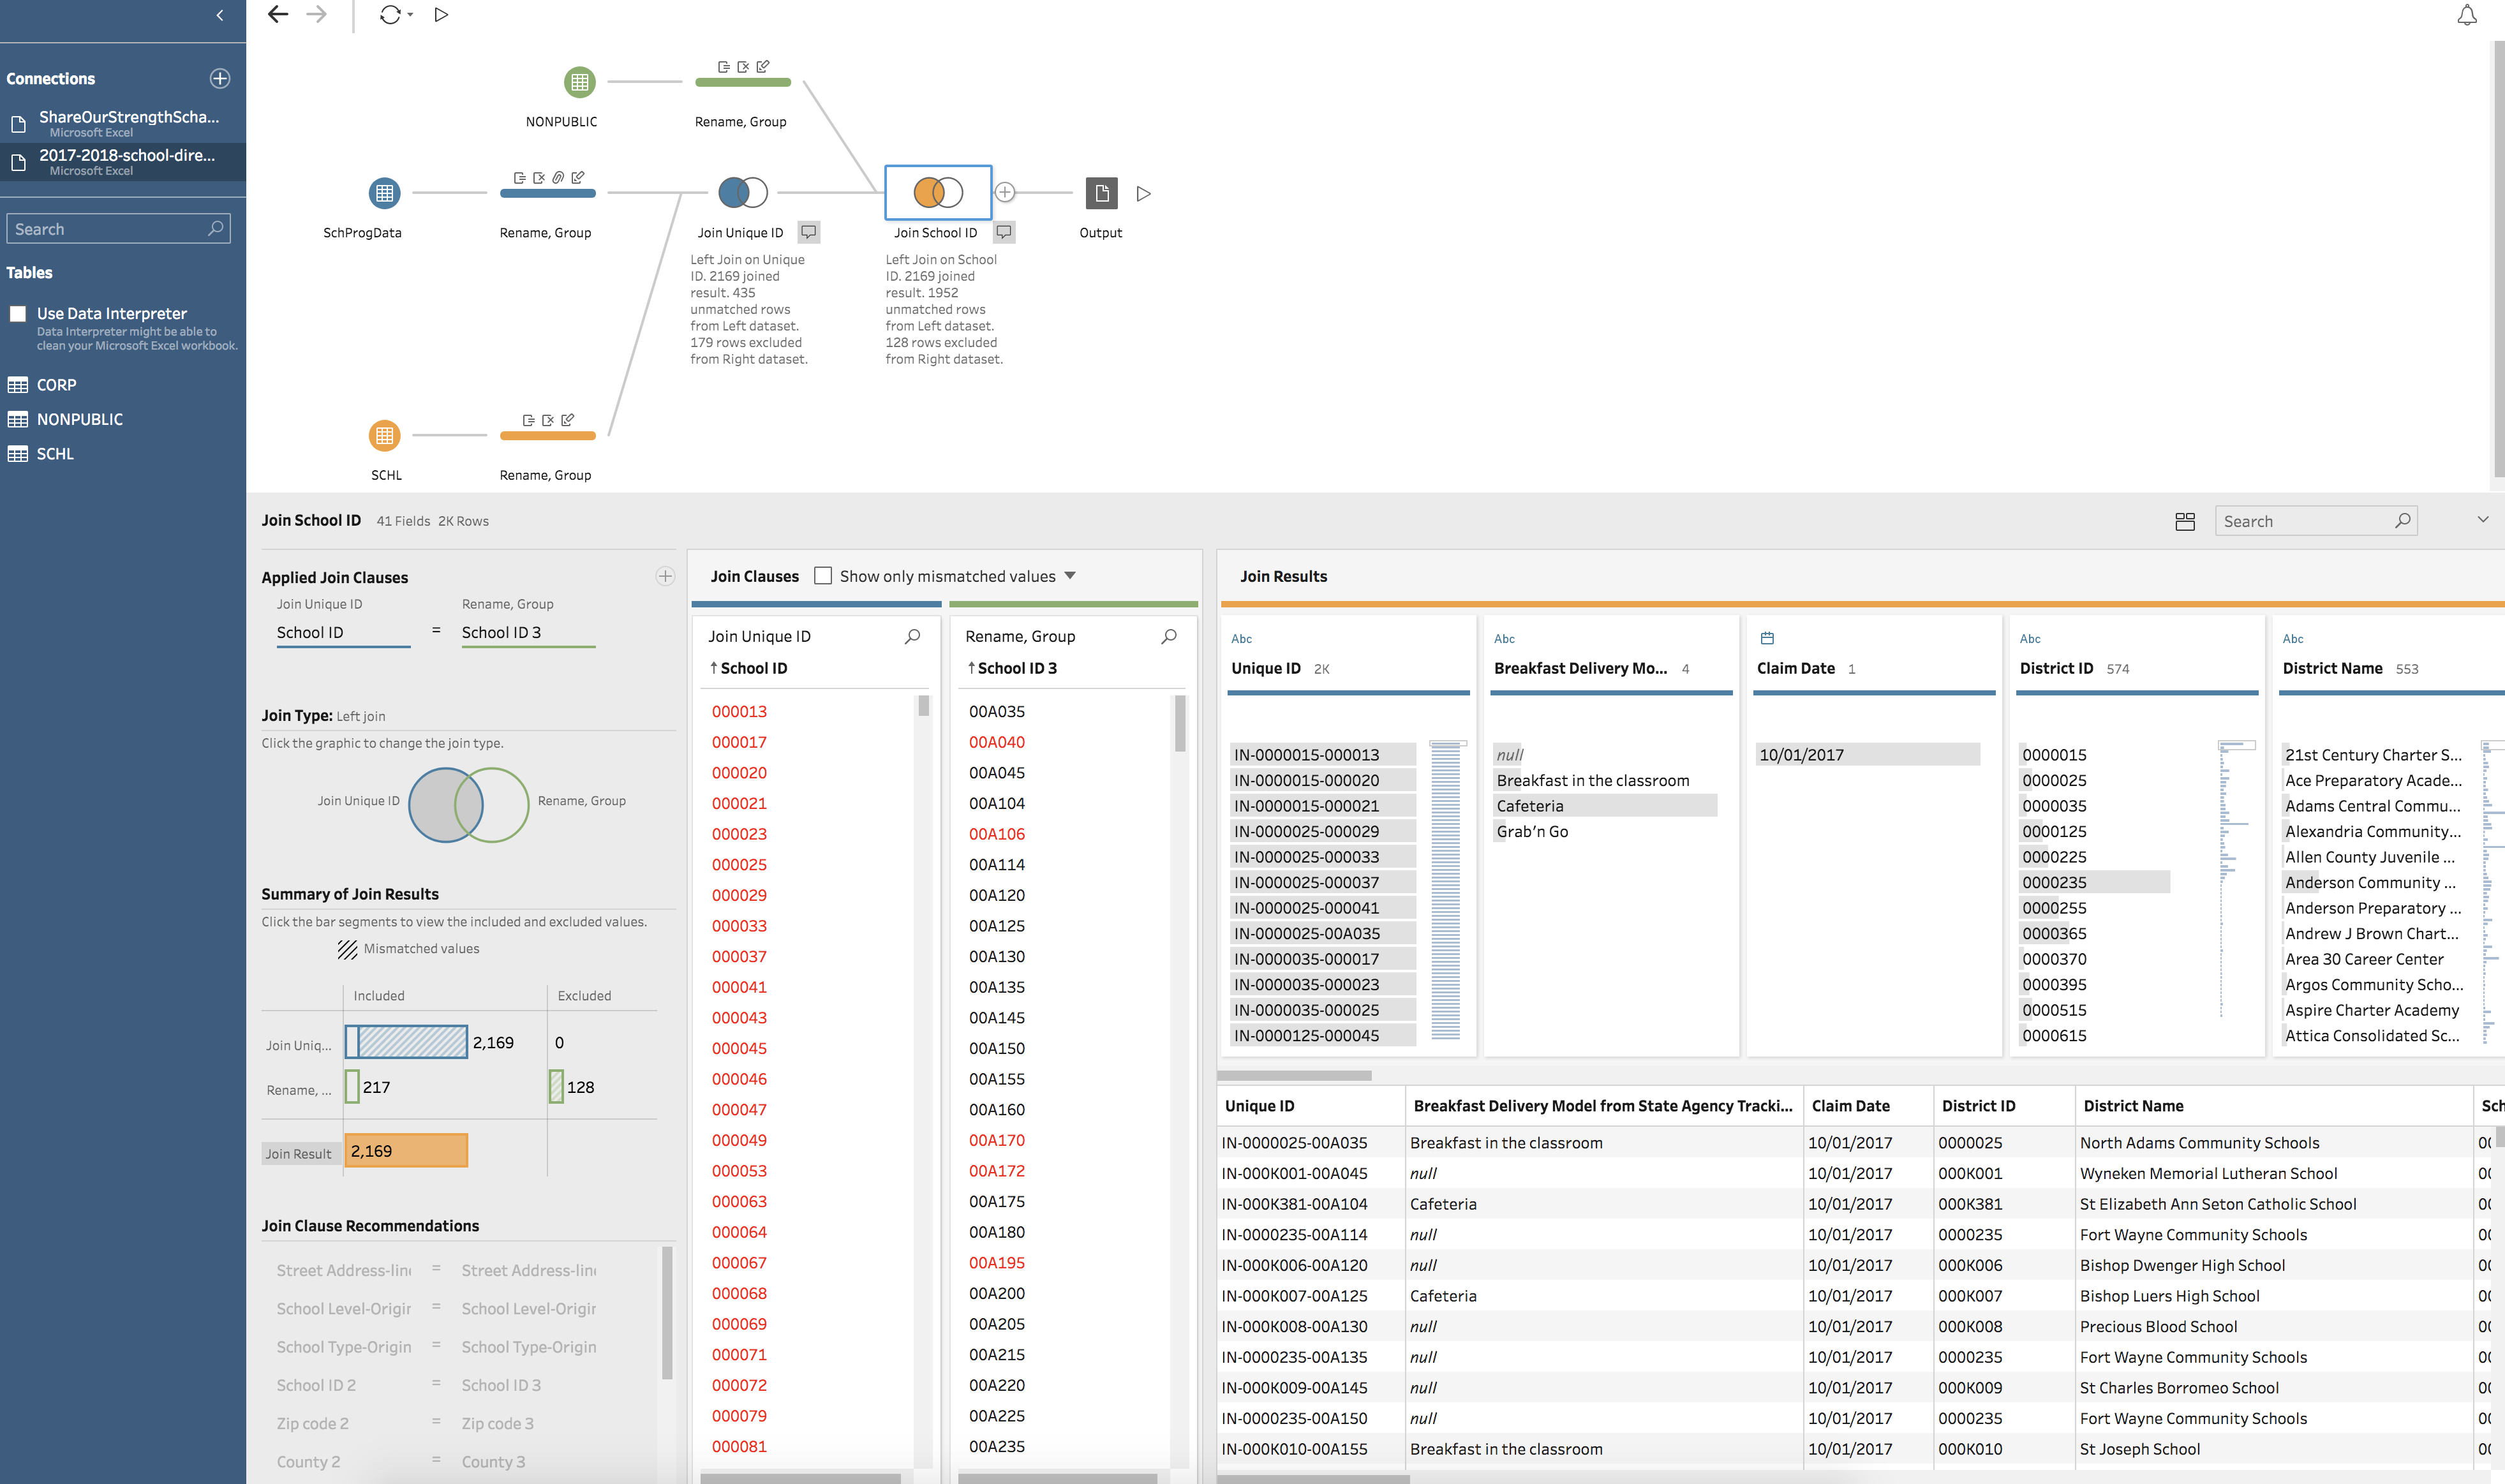 Connections
ShareOurStrengthScha...
Microsoft Excel
2017-2018-school-dire...
Microsoft Excel
Search
Tables
Use Data Interpreter
Data Interpreter might be able to
clean your Microsoft Excel workbook.
CORP
NONPUBLIC
SCHL
NONPUBLIC
Rename, Group
SchProgData
Rename, Group
Join Unique ID
Join School ID
Output
Left Join on Unique
ID. 2169 joined
result. 435
unmatched rows
from Left dataset.
179 rows excluded
from Right dataset.
Left Join on School
ID. 2169 joined
result. 1952
unmatched rows
from Left dataset.
128 rows excluded
from Right dataset.
SCHL
Rename, Group
Join School ID 41 Fields 2K Rows
Search
Applied Join Clauses
Join Unique ID Rename, Group
School ID = School ID 3
Join Type: Left join
Click the graphic to change the join type.
Join Unique ID Rename, Group
Summary of Join Results
Click the bar segments to view the included and excluded values.
Mismatched values
Included Excluded
Join Uniq... 2,169 0
Rename, ... 217 128
Join Result 2,169
Join Clause Recommendations
Street Address-line = Street Address-line
School Level-Origin = School Level-Origin
School Type-Origin = School Type-Origin
School ID 2 = School ID 3
Zip code 2 = Zip code 3
County 2 = County 3
Join Clauses Show only mismatched values
Join Unique ID
School ID
000013
000017
000020
000021
000023
000025
000029
000033
000037
000041
000043
000045
000046
000047
000049
000053
000063
000064
000067
000068
000069
000071
000072
000079
000081
Rename, Group
School ID 3
00A035
00A040
00A045
00A104
00A106
00A114
00A120
00A125
00A130
00A135
00A145
00A150
00A155
00A160
00A170
00A172
00A175
00A180
00A195
00A200
00A205
00A215
00A220
00A225
00A235
Join Results
Abc
Unique ID 2K
IN-0000015-000013
IN-0000015-000020
IN-0000015-000021
IN-0000025-000029
IN-0000025-000033
IN-0000025-000037
IN-0000025-000041
IN-0000025-00A035
IN-0000035-000017
IN-0000035-000023
IN-0000035-000025
IN-0000125-000045
Abc
Breakfast Delivery Mo... 4
null
Breakfast in the classroom
Cafeteria
Grab'n Go
Claim Date 1
10/01/2017
Abc
District ID 574
0000015
0000025
0000035
0000125
0000225
0000235
0000255
0000365
0000370
0000395
0000515
0000615
Abc
District Name 553
21st Century Charter S...
Ace Preparatory Acade...
Adams Central Commu...
Alexandria Community...
Allen County Juvenile ...
Anderson Community ...
Anderson Preparatory ...
Andrew J Brown Chart...
Area 30 Career Center
Argos Community Scho...
Aspire Charter Academy
Attica Consolidated Sc...
Unique ID Breakfast Delivery Model from State Agency Tracki... Claim Date District ID District Name Sch
IN-0000025-00A035 Breakfast in the classroom 10/01/2017 0000025 North Adams Community Schools
IN-000K001-00A045 null 10/01/2017 000K001 Wyneken Memorial Lutheran School
IN-000K381-00A104 Cafeteria 10/01/2017 000K381 St Elizabeth Ann Seton Catholic School
IN-0000235-00A114 null 10/01/2017 0000235 Fort Wayne Community Schools
IN-000K006-00A120 null 10/01/2017 000K006 Bishop Dwenger High School
IN-000K007-00A125 Cafeteria 10/01/2017 000K007 Bishop Luers High School
IN-000K008-00A130 null 10/01/2017 000K008 Precious Blood School
IN-0000235-00A135 null 10/01/2017 0000235 Fort Wayne Community Schools
IN-000K009-00A145 null 10/01/2017 000K009 St Charles Borromeo School
IN-0000235-00A150 null 10/01/2017 0000235 Fort Wayne Community Schools
IN-000K010-00A155 Breakfast in the classroom 10/01/2017 000K010 St Joseph School